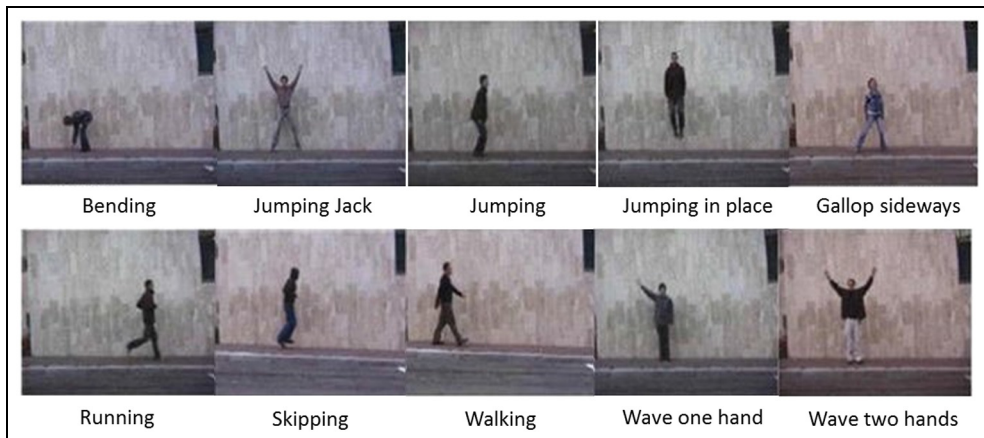 Bending
Jumping Jack
Jumping
Jumping in place
Gallop sideways
Running
Skipping
Walking
Wave one hand
Wave two hands